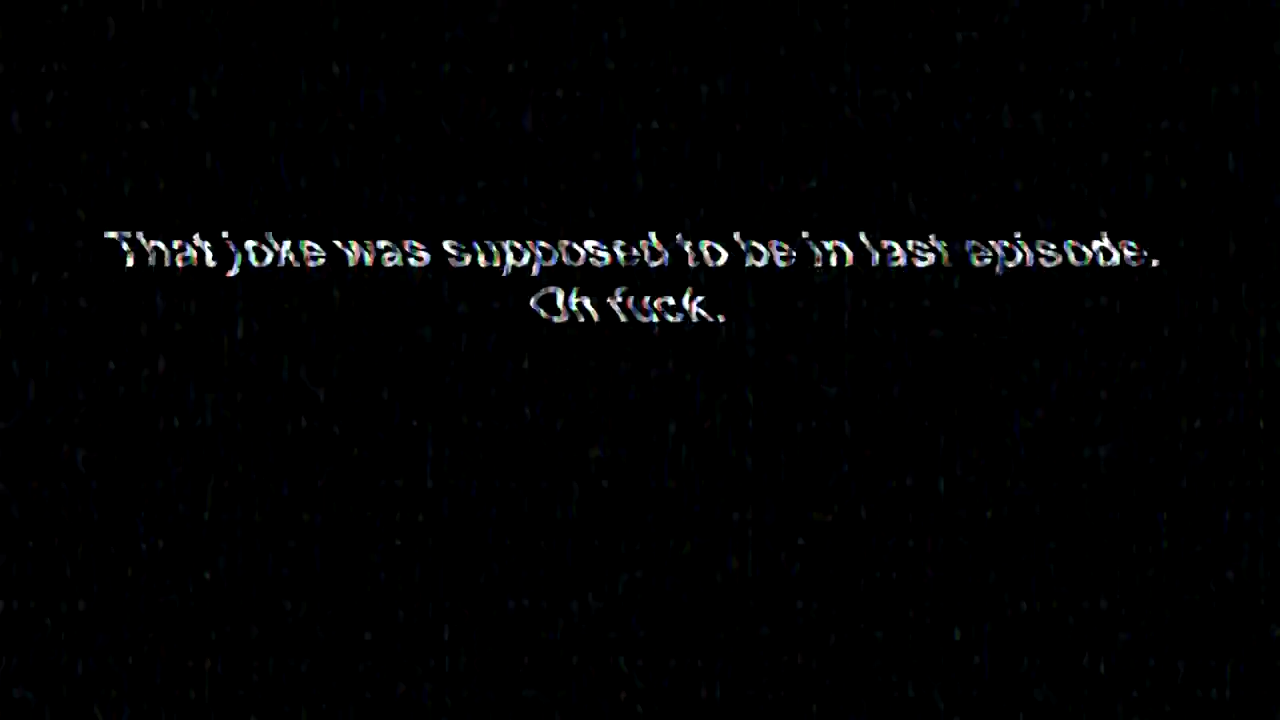 That joke was supposed to be in last episode.
Oh fuck.